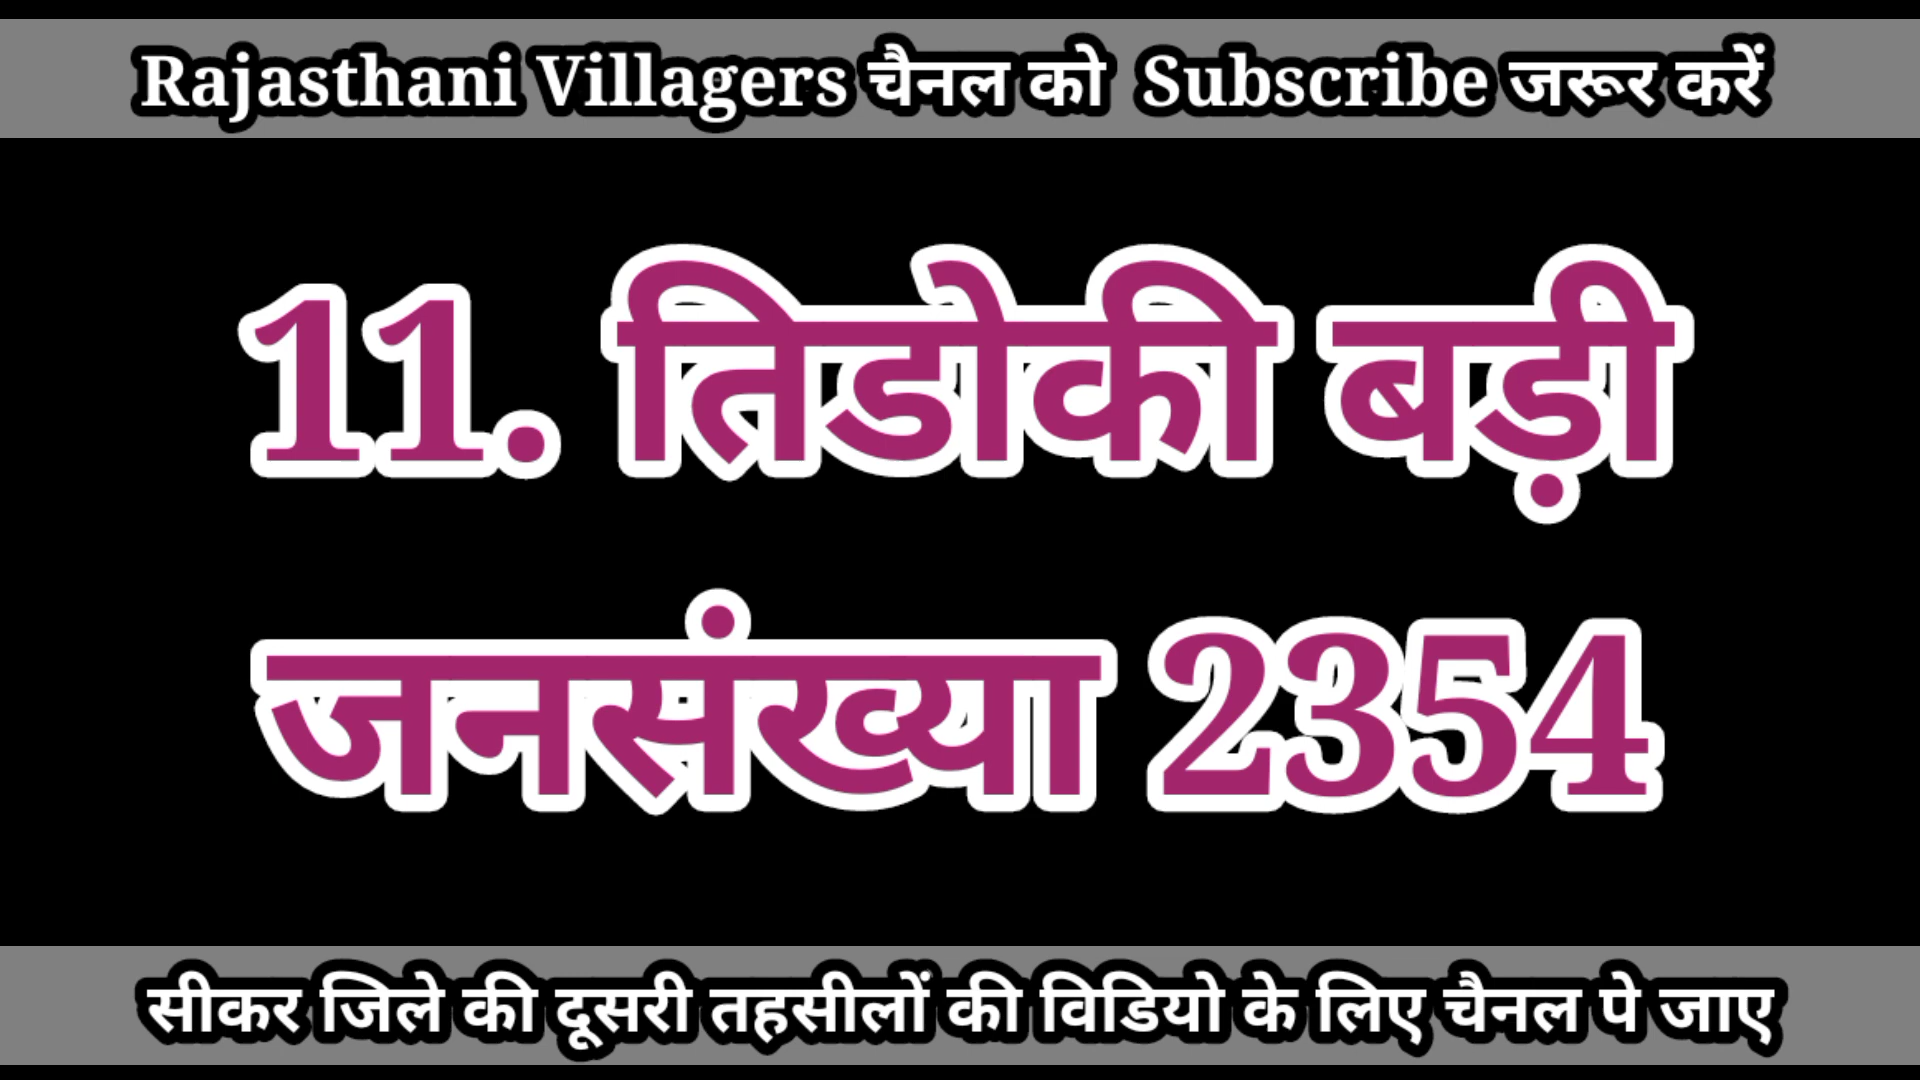 Rajasthani Villagers चैनल को Subscribe जरूर करें
11. तिडोकी बड़ी
जनसंख्या 2354
सीकर जिले की दूसरी तहसीलों की विडियो के लिए चैनल पे जाए